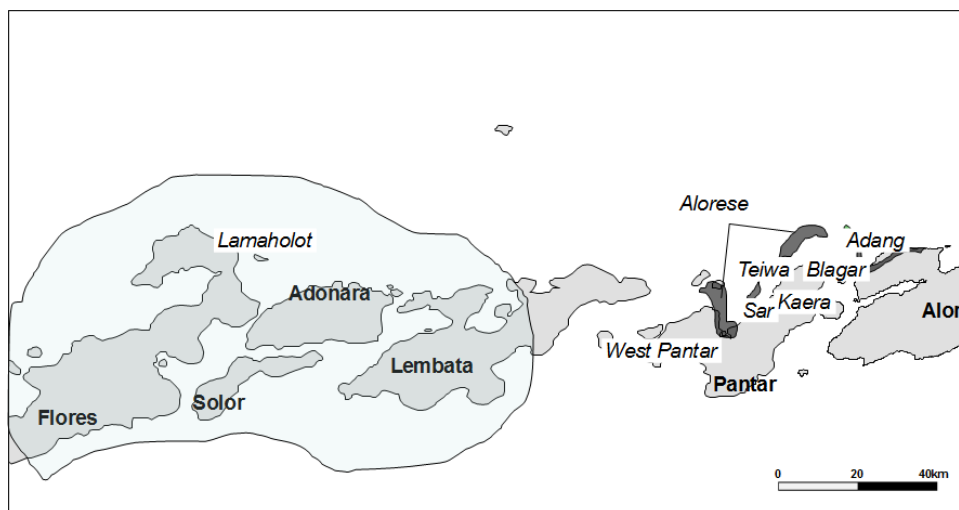 Alorese
Lamaholot
Adang
Teiwa
Blagar
Adonara
Sar
Kaera
Alor
West Pantar
Lembata
Pantar
Solor
Flores
0
20
40km